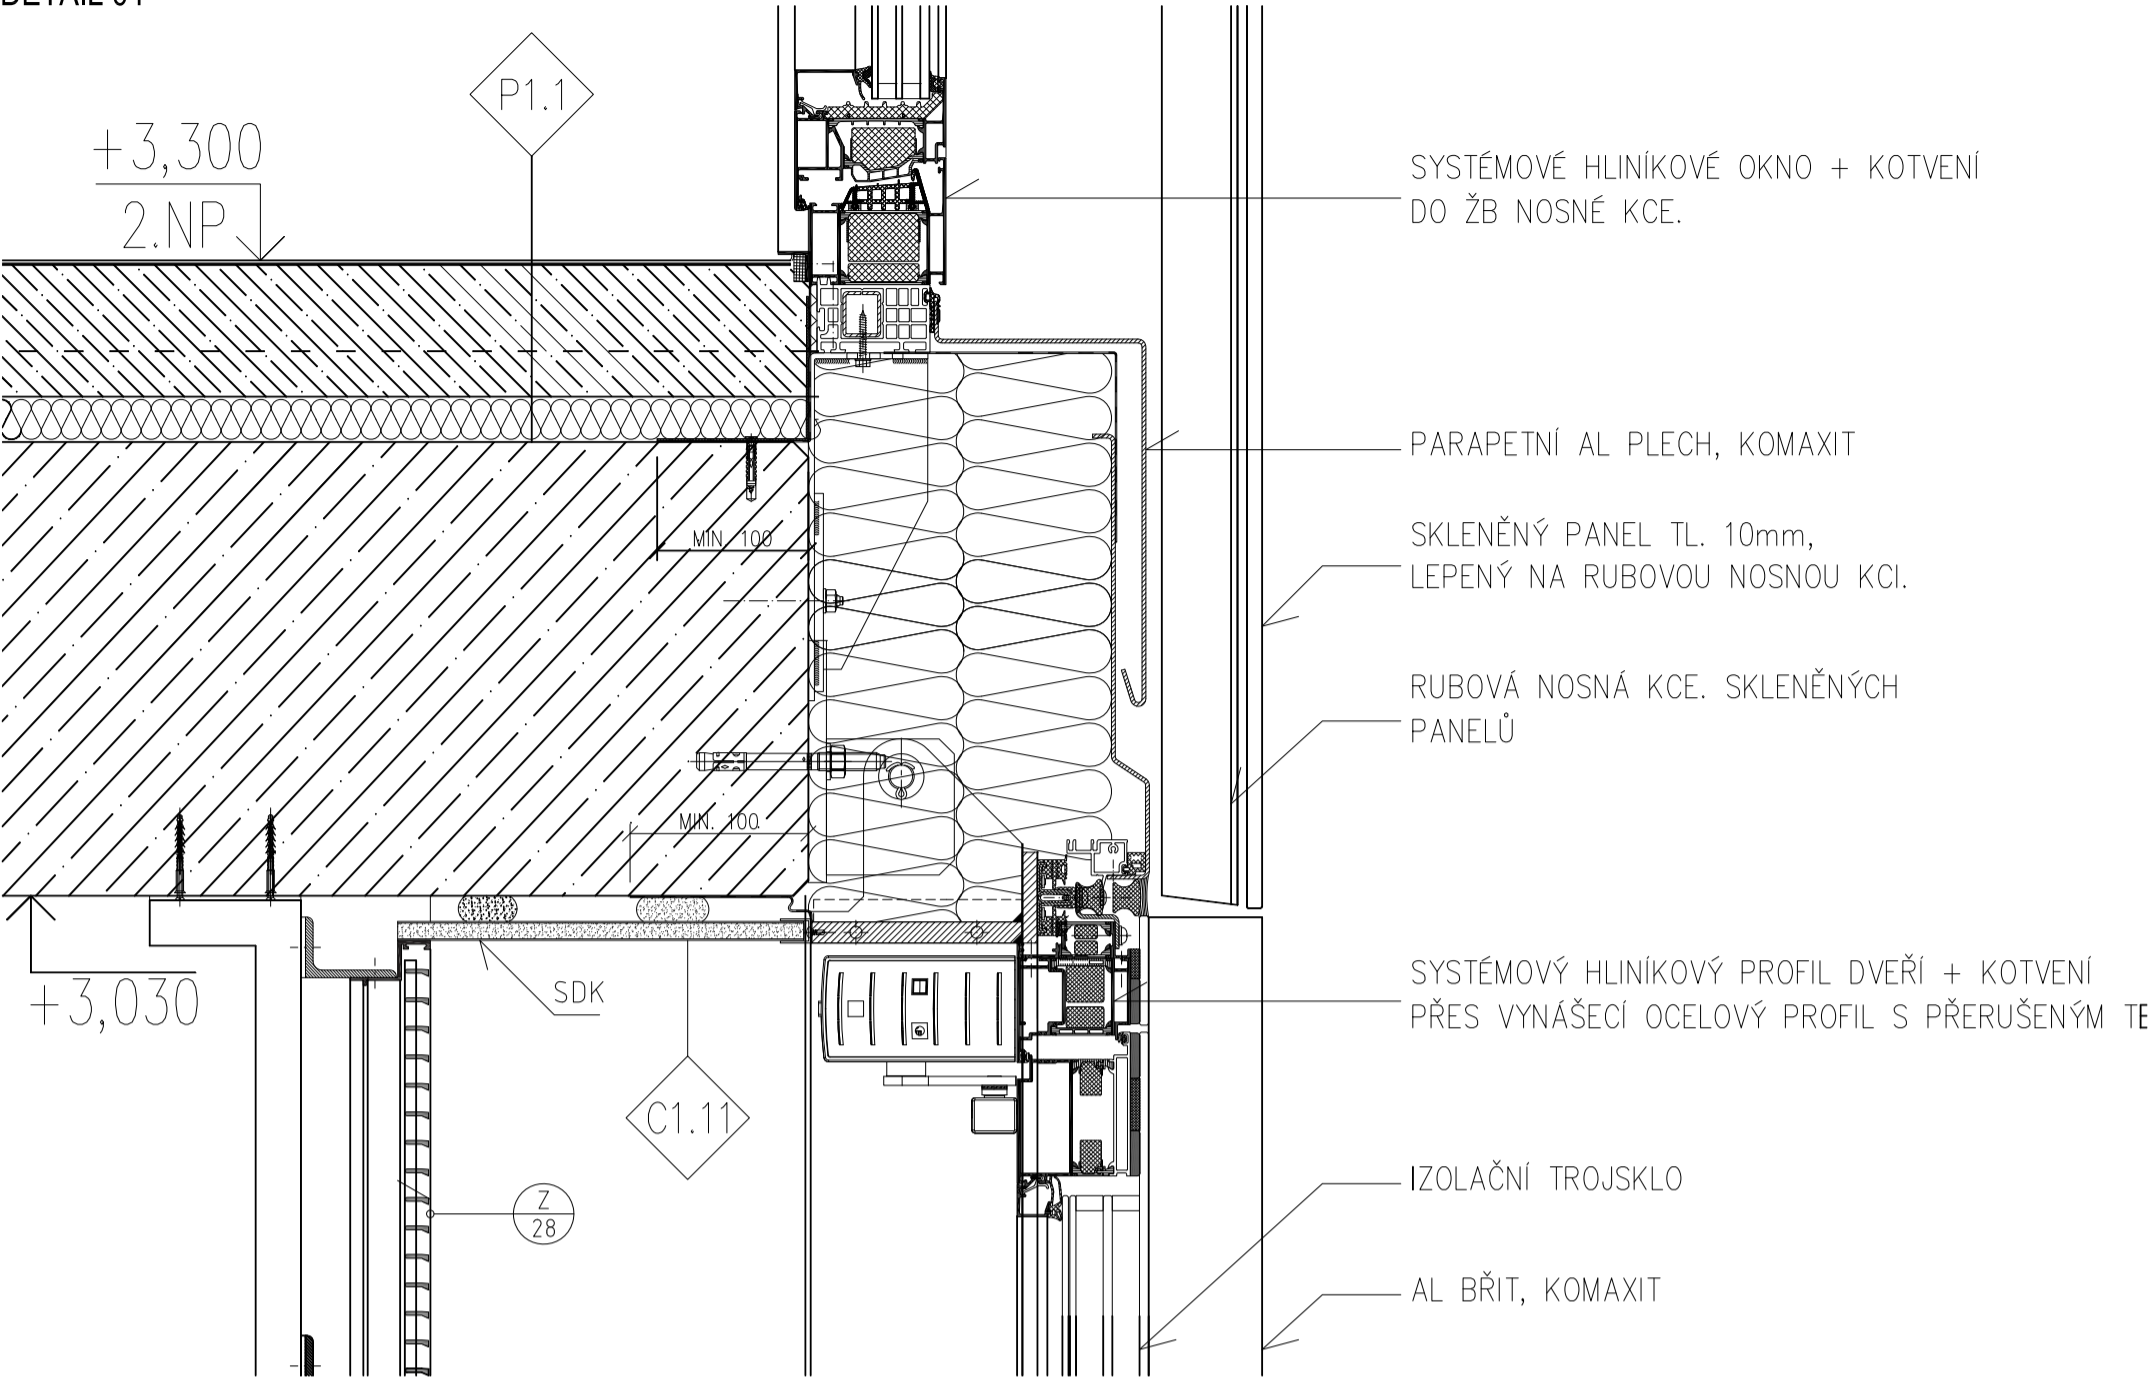 P1.1
+3,300
2.NP
SYSTÉMOVÉ HLINÍKOVÉ OKNO + KOTVENÍ
DO ŽB NOSNÉ KCE.
PARAPETNÍ AL PLECH, KOMAXIT
MIN. 100
SKLENĚNÝ PANEL TL. 10mm,
LEPENÝ NA RUBOVOU NOSNOU KCI.
RUBOVÁ NOSNÁ KCE. SKLENĚNÝCH
PANELŮ
MIN. 100
+3,030
SDK
SYSTÉMOVÝ HLINÍKOVÝ PROFIL DVEŘÍ + KOTVENÍ
PŘES VYNÁŠECÍ OCELOVÝ PROFIL S PŘERUŠENÝM TE
C1.11
IZOLAČNÍ TROJSKLO
Z
28
AL BŘIT, KOMAXIT